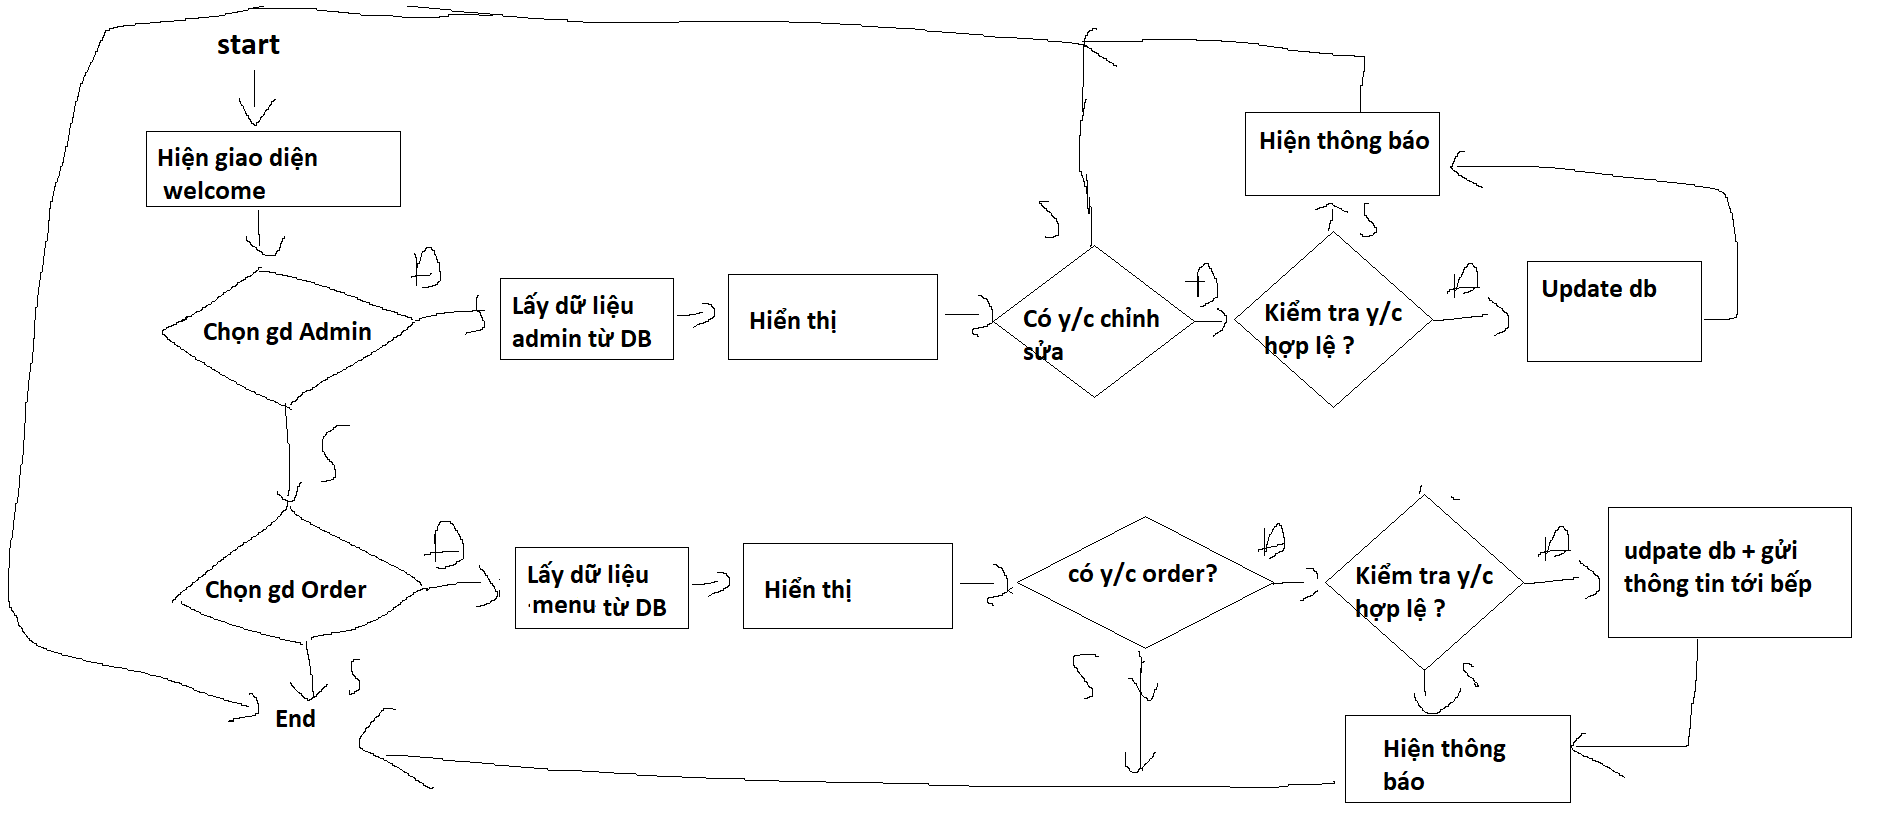 start
Hiện giao diện
welcome
Chọn gd Admin
Đ
S
Lấy dữ liệu
admin từ DB
Hiển thị
Có y/c chỉnh
sửa
S
Đ
Kiểm tra y/c
hợp lệ ?
S
Đ
Update db
Hiện thông báo
Chọn gd Order
Đ
S
End
Lấy dữ liệu
menu từ DB
Hiển thị
có y/c order?
Đ
S
Kiểm tra y/c
hợp lệ ?
Đ
S
udpate db + gửi
thông tin tới bếp
Hiện thông
báo